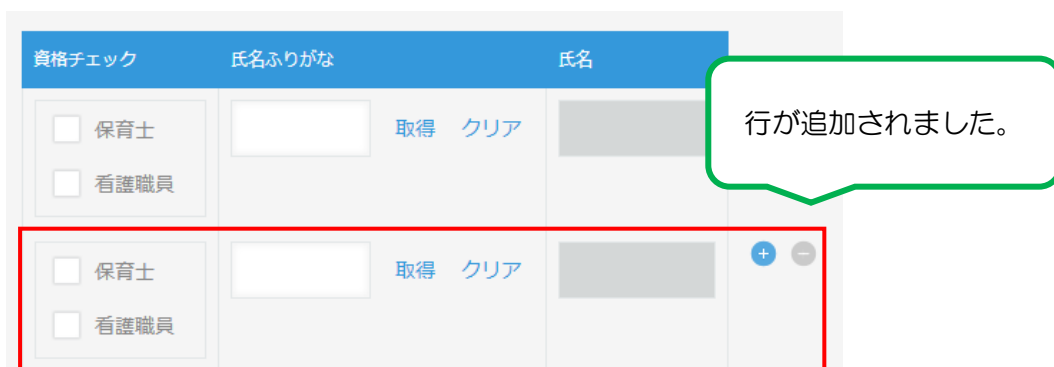 資格チェック 氏名ふりがな 氏名
行が追加されました。
保育士 取得 クリア
看護職員
保育士 取得 クリア
看護職員